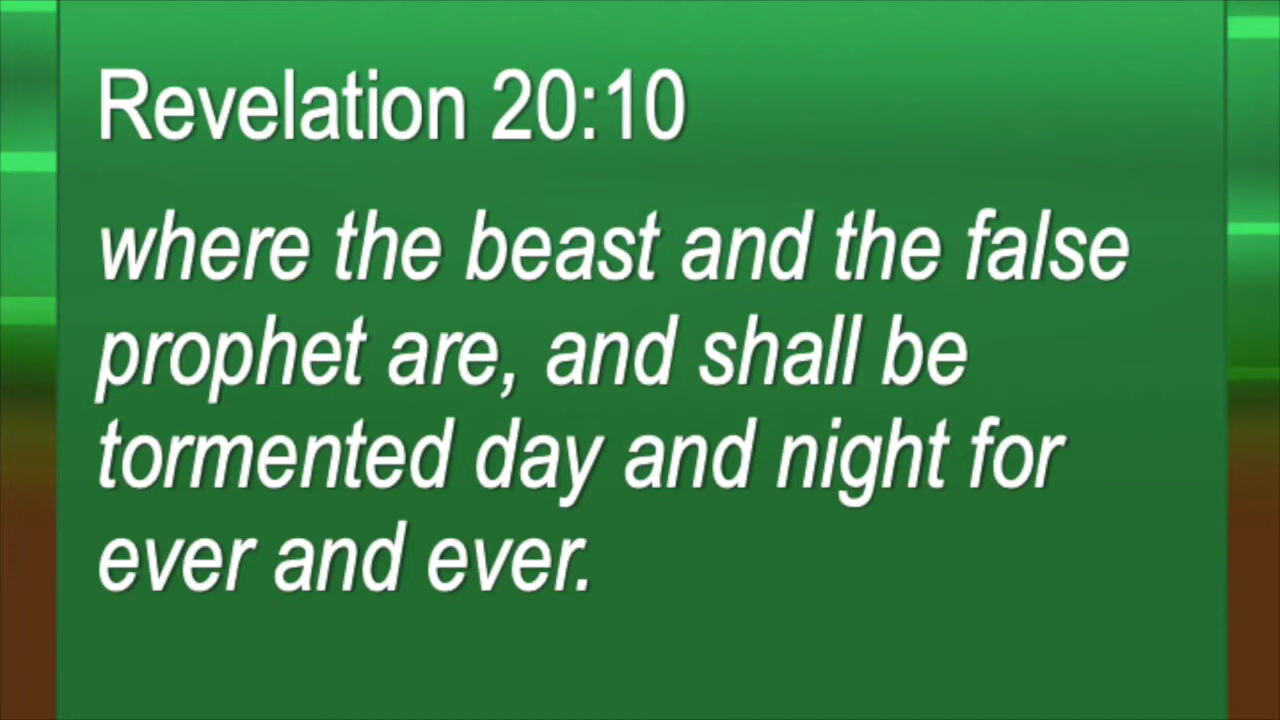 Revelation 20:10
where the beast and the false
prophet are, and shall be
tormented day and night for
ever and ever.